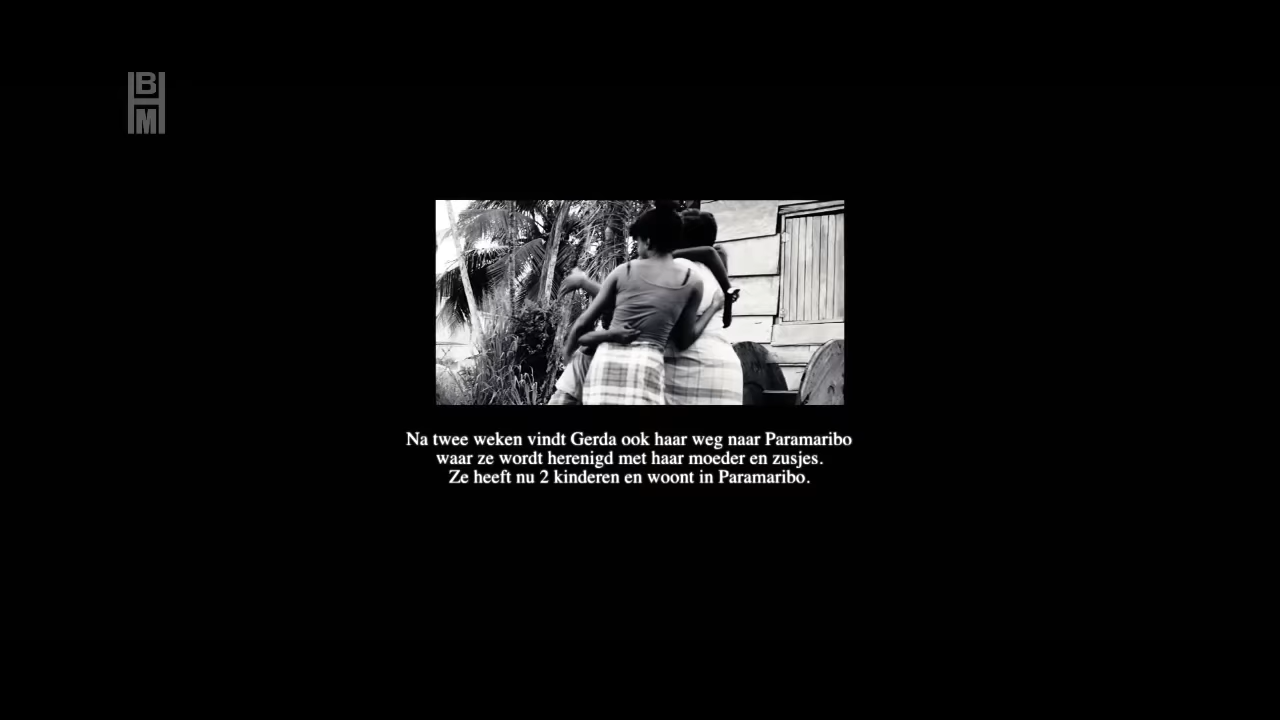 B
M
Na twee weken vindt Gerda ook haar weg naar Paramaribo
waar ze wordt herenigd met haar moeder en zusjes.
Ze heeft nu 2 kinderen en woont in Paramaribo.